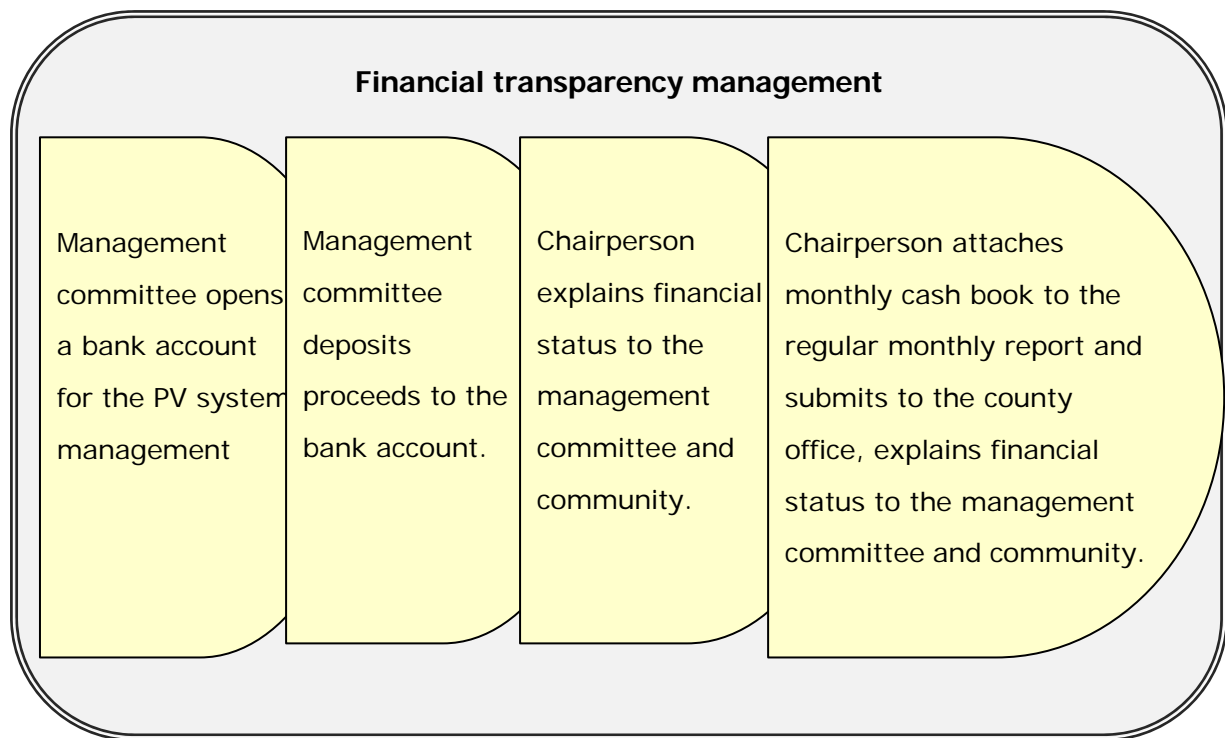 Financial transparency management
Management
committee opens
a bank account
for the PV system
management
Management
committee
deposits
proceeds to the
bank account.
Chairperson
explains financial
status to the
management
committee and
community.
Chairperson attaches
monthly cash book to the
regular monthly report and
submits to the county
office, explains financial
status to the management
committee and community.